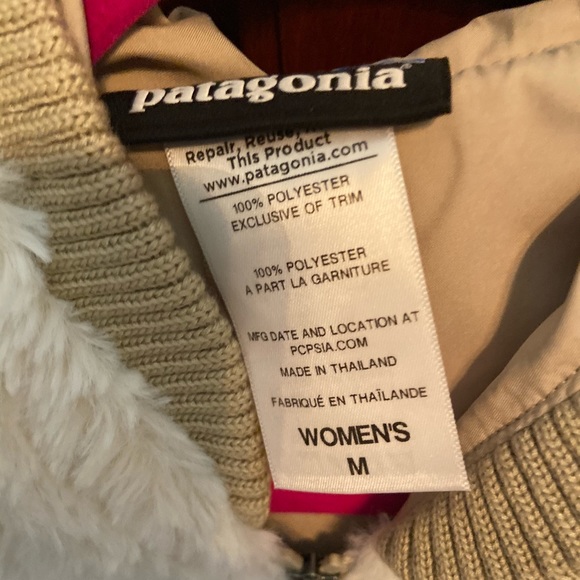 patagonia
Repair, Reuse,
This Product
www.patagonia.com
100% POLYESTER
EXCLUSIVE OF TRIM
100% POLYESTER
A PART LA GARNITURE
MFG DATE AND LOCATION AT
PCPSIA.COM
MADE IN THAILAND
FABRIQUÉ EN THAÏLANDE
WOMEN'S
M